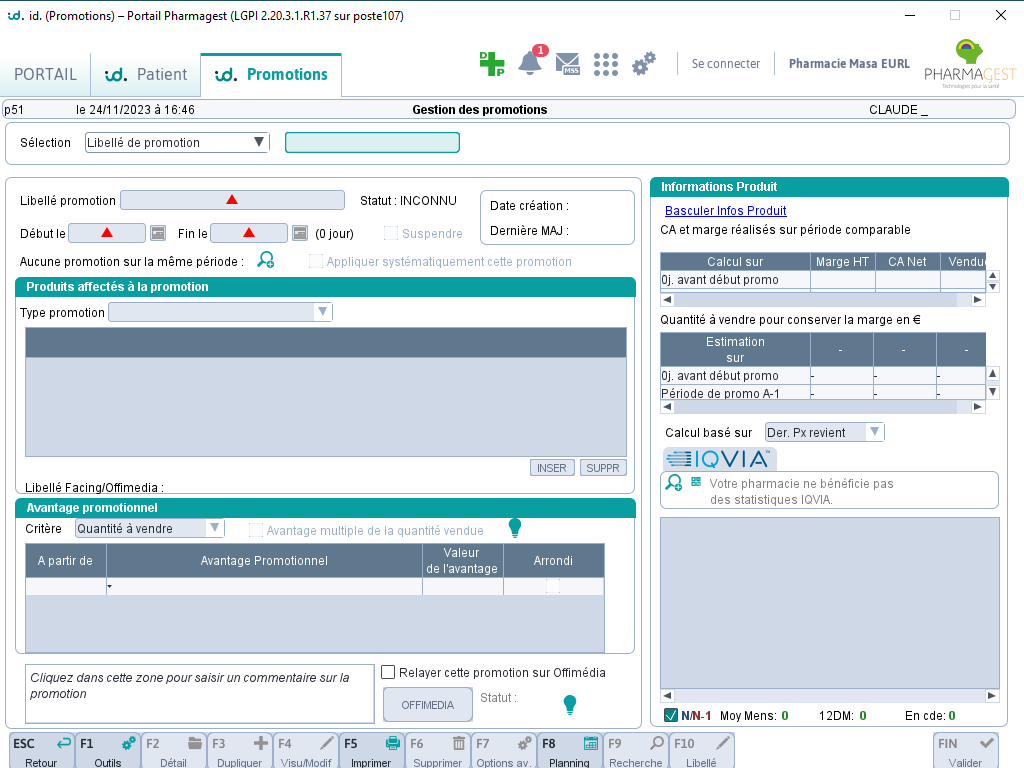 id. id. (Promotions) – Portail Pharmagest (LGPI 2.20.3.1.R1.37 sur poste107)
PORTAIL
id. Patient
id. Promotions
D P
1
MSS
Se connecter
Pharmacie Masa EURL
PHARMAGEST
Technologies pour la santé
p51 le 24/11/2023 à 16:46 Gestion des promotions CLAUDE _
Sélection Libellé de promotion
Libellé promotion Statut : INCONNU
Date création :
Dernière MAJ :
Début le Fin le (0 jour) Suspendre
Aucune promotion sur la même période : Appliquer systématiquement cette promotion
Produits affectés à la promotion
Type promotion
INSER SUPPR
Libellé Facing/Offimedia :
Avantage promotionnel
Critère Quantité à vendre Avantage multiple de la quantité vendue
A partir de Avantage Promotionnel Valeur
de l'avantage Arrondi
Cliquez dans cette zone pour saisir un commentaire sur la
promotion
Relayer cette promotion sur Offimédia
OFFIMEDIA Statut :
Informations Produit
Basculer Infos Produit
CA et marge réalisés sur période comparable
Calcul sur Marge HT CA Net Vendu
0j. avant début promo
Quantité à vendre pour conserver la marge en €
Estimation
sur - - -
0j. avant début promo - - -
Période de promo A-1 - - -
Calcul basé sur Der. Px revient
IQVIA™
Votre pharmacie ne bénéficie pas
des statistiques IQVIA.
N/N-1 Moy Mens: 0 12DM: 0 En cde: 0
ESC Retour
F1 Outils
F2 Détail
F3 Dupliquer
F4 Visu/Modif
F5 Imprimer
F6 Supprimer
F7 Options av.
F8 Planning
F9 Recherche
F10 Libellé
FIN Valider